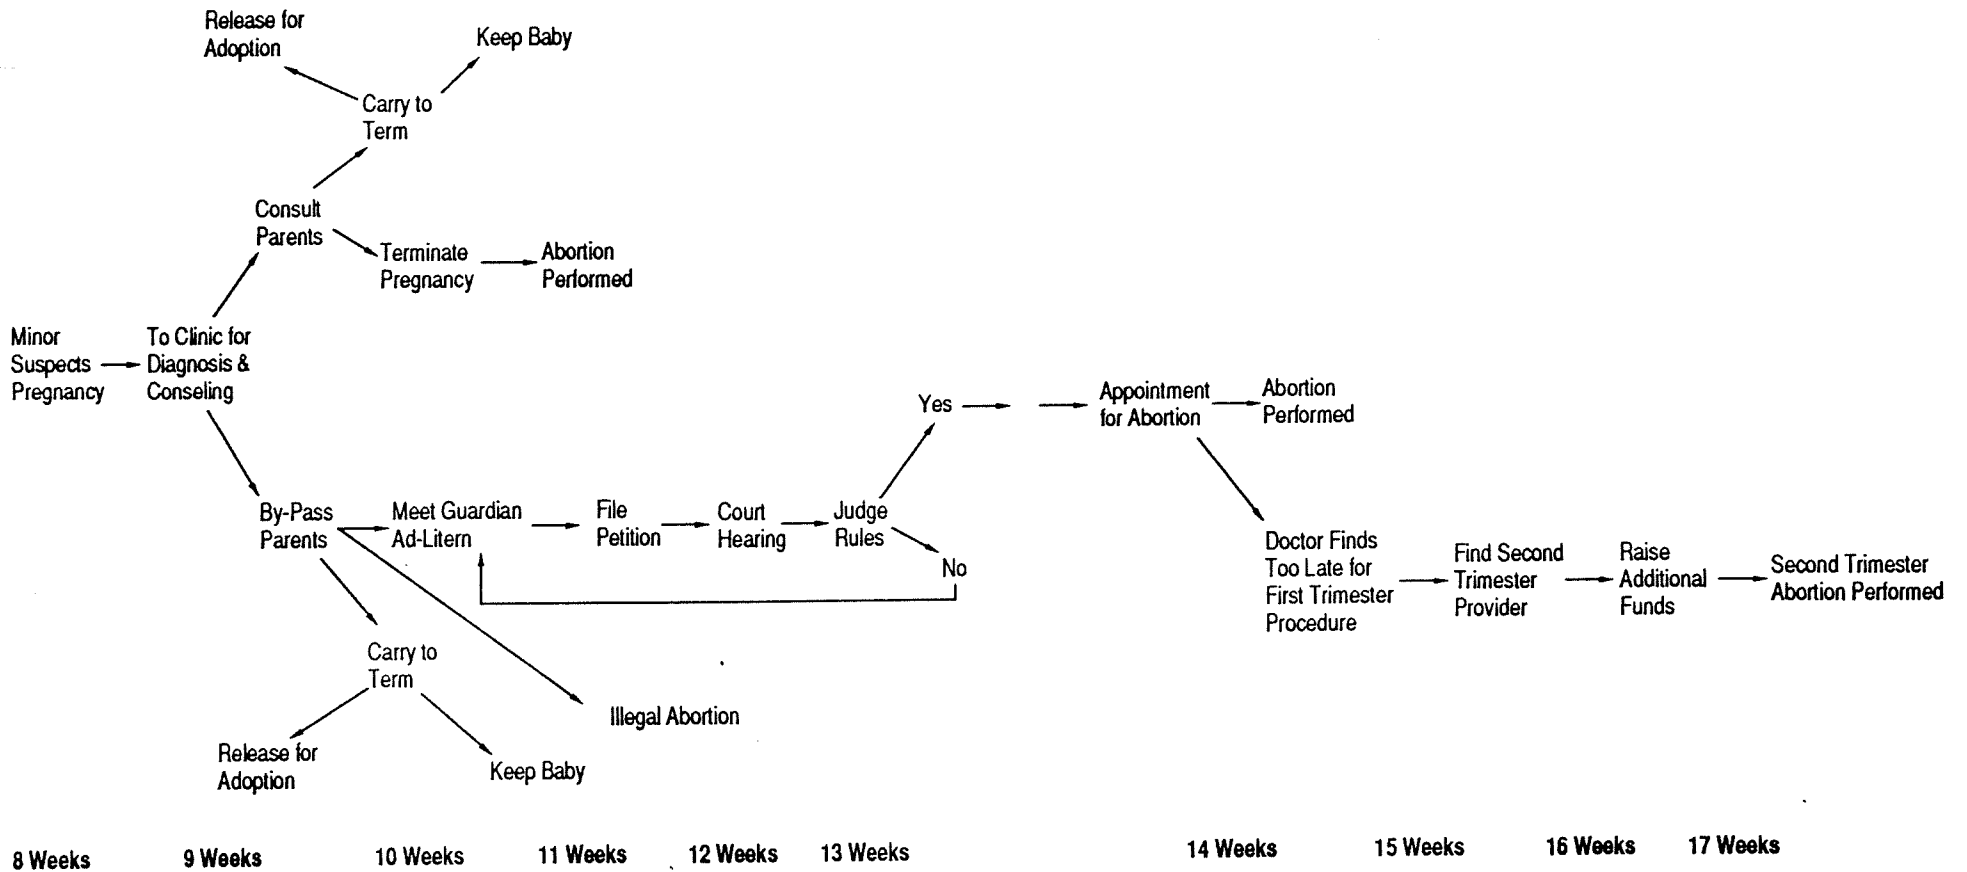 Release for
Adoption
Keep Baby
Carry to
Term
Consult
Parents
Terminate
Pregnancy
Abortion
Performed
Minor
Suspects
Pregnancy
To Clinic for
Diagnosis &
Conseling
Yes
Appointment
for Abortion
Abortion
Performed
By-Pass
Parents
Meet Guardian
Ad-Litern
File
Petition
Court
Hearing
Judge
Rules
No
Doctor Finds
Too Late for
First Trimester
Procedure
Find Second
Trimester
Provider
Raise
Additional
Funds
Second Trimester
Abortion Performed
Carry to
Term
Illegal Abortion
Release for
Adoption
Keep Baby
8 Weeks
9 Weeks
10 Weeks
11 Weeks
12 Weeks
13 Weeks
14 Weeks
15 Weeks
16 Weeks
17 Weeks